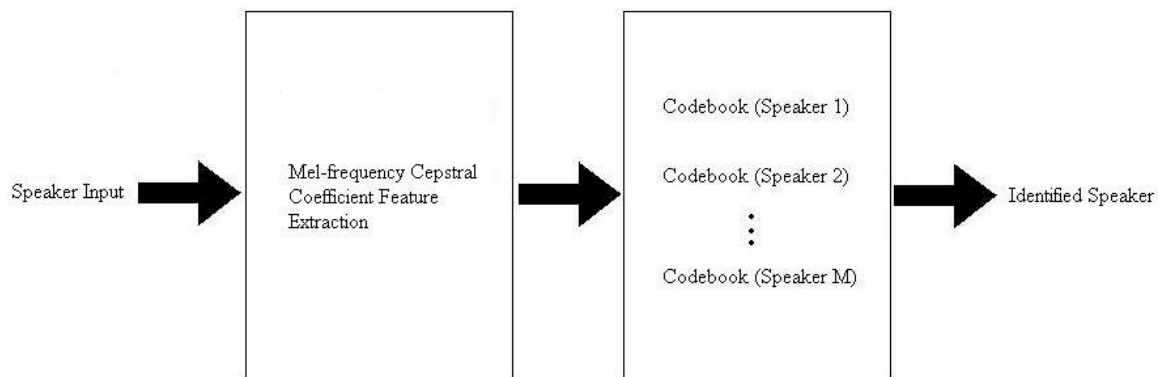 Speaker Input
Mel-frequency Cepstral
Coefficient Feature
Extraction
Codebook (Speaker 1)
Codebook (Speaker 2)
Codebook (Speaker M)
Identified Speaker